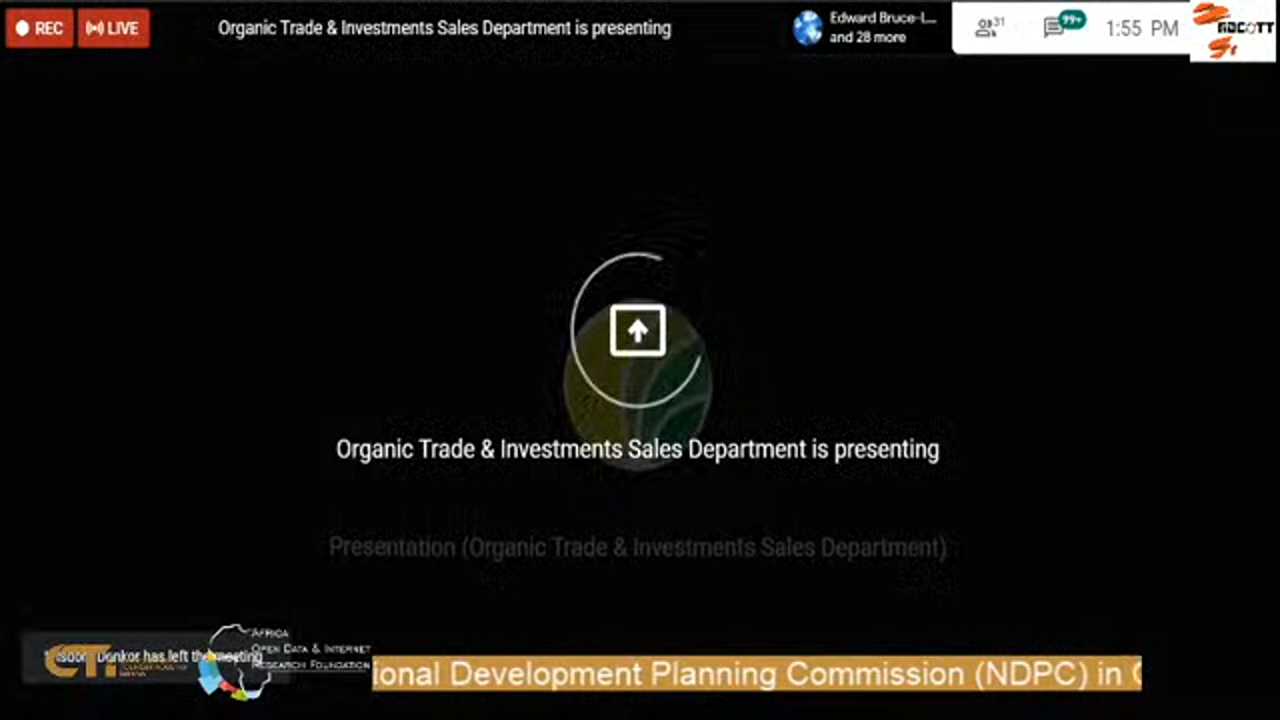 REC
LIVE
Organic Trade & Investments Sales Department is presenting
Edward Bruce-L...
and 28 more
31
99+
1:55 PM
Organic Trade & Investments Sales Department is presenting
Presentation (Organic Trade & Investments Sales Department)
Donkor has left the meeting
CTi
AFRICA
OPEN DATA & INTERNET
RESEARCH FOUNDATION
ional Development Planning Commission (NDPC) in